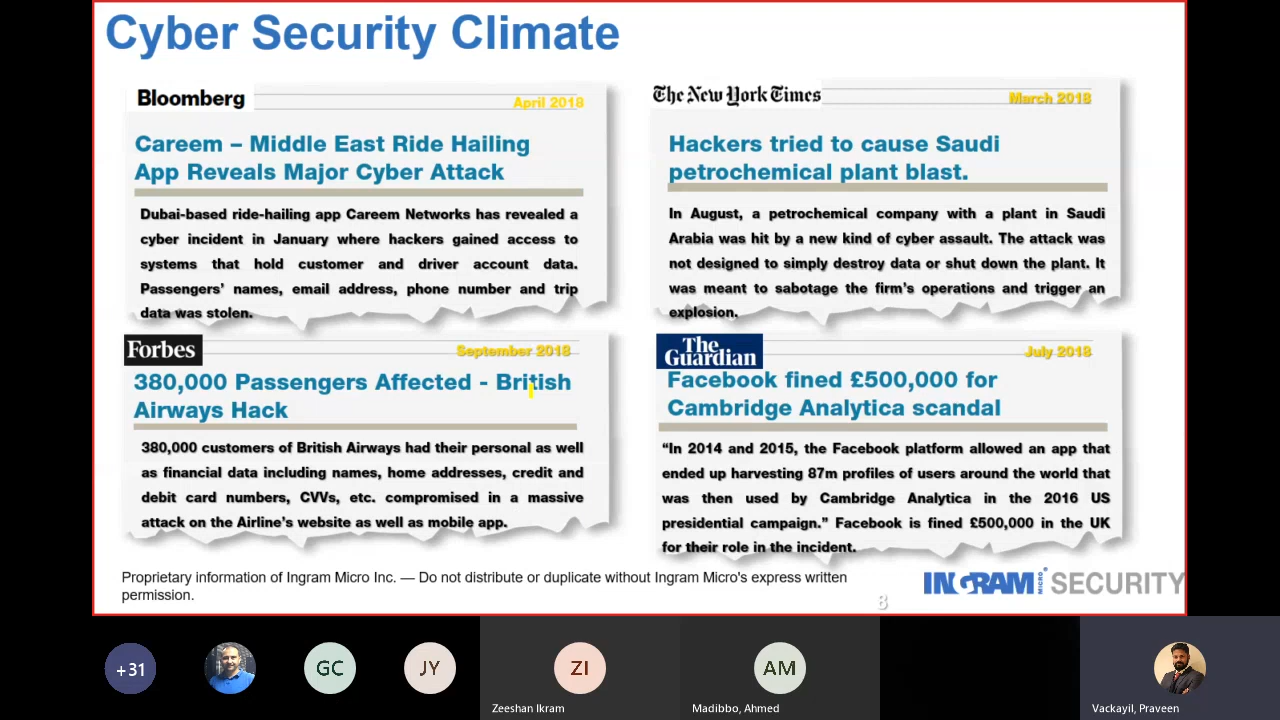 Cyber Security Climate
Bloomberg
April 2018
Careem – Middle East Ride Hailing
App Reveals Major Cyber Attack
Dubai-based ride-hailing app Careem Networks has revealed a
cyber incident in January where hackers gained access to
systems that hold customer and driver account data.
Passengers' names, email address, phone number and trip
data was stolen.
The New York Times
March 2018
Hackers tried to cause Saudi
petrochemical plant blast.
In August, a petrochemical company with a plant in Saudi
Arabia was hit by a new kind of cyber assault. The attack was
not designed to simply destroy data or shut down the plant. It
was meant to sabotage the firm's operations and trigger an
explosion.
Forbes
September 2018
380,000 Passengers Affected - British
Airways Hack
380,000 customers of British Airways had their personal as well
as financial data including names, home addresses, credit and
debit card numbers, CVVs, etc. compromised in a massive
attack on the Airline's website as well as mobile app.
The
Guardian
July 2018
Facebook fined £500,000 for
Cambridge Analytica scandal
“In 2014 and 2015, the Facebook platform allowed an app that
ended up harvesting 87m profiles of users around the world that
was then used by Cambridge Analytica in the 2016 US
presidential campaign.” Facebook is fined £500,000 in the UK
for their role in the incident.
Proprietary information of Ingram Micro Inc. — Do not distribute or duplicate without Ingram Micro's express written
permission.
8
INGRAM MICRO SECURITY
+31
GC
JY
ZI
AM
Zeeshan Ikram
Madibbo, Ahmed
Vackayil, Praveen